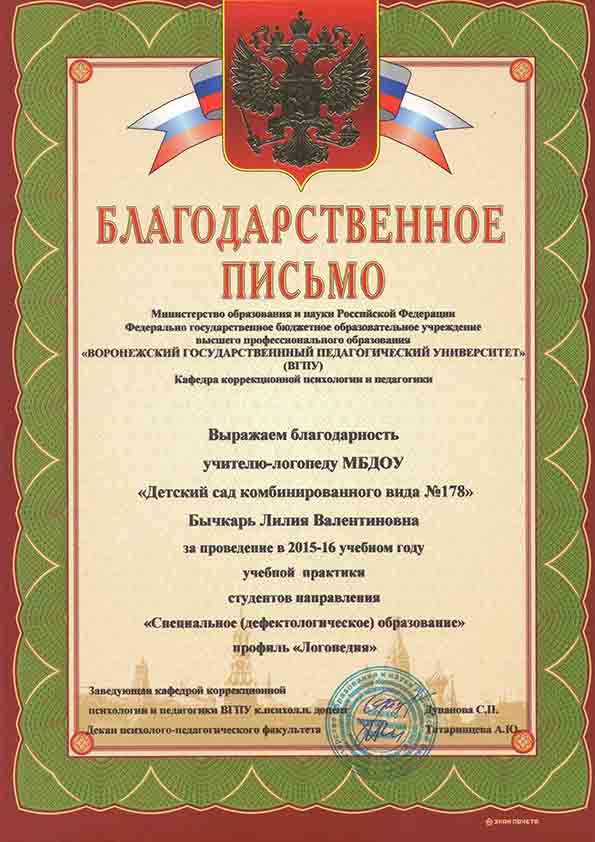 БЛАГОДАРСТВЕННОЕ
ПИСЬМО
Министерство образования и науки Российской Федерации
Федерально государственное бюджетное образовательное учреждение
высшего профессионального образования
«ВОРОНЕЖСКИЙ ГОСУДАРСТВЕНННЫЙ ПЕДАГОГИЧЕСКИЙ УНИВЕРСИТЕТ»
(ВГПУ)
Кафедра коррекционной психологии и педагогики
Выражаем благодарность
учителю-логопеду МБДОУ
«Детский сад комбинированного вида №178»
Бычкарь Лилия Валентиновна
за проведение в 2015-16 учебном году
учебной практики
студентов направления
«Специальное (дефектологическое) образование»
профиль «Логопедия»
Заведующая кафедрой коррекционной
психологии и педагогики ВГПУ к.психол.н. доцент Дуванова С.П.
Декан психолого-педагогического факультета Татаринцева А.Ю.
ЗНАК ПОЧЕТА